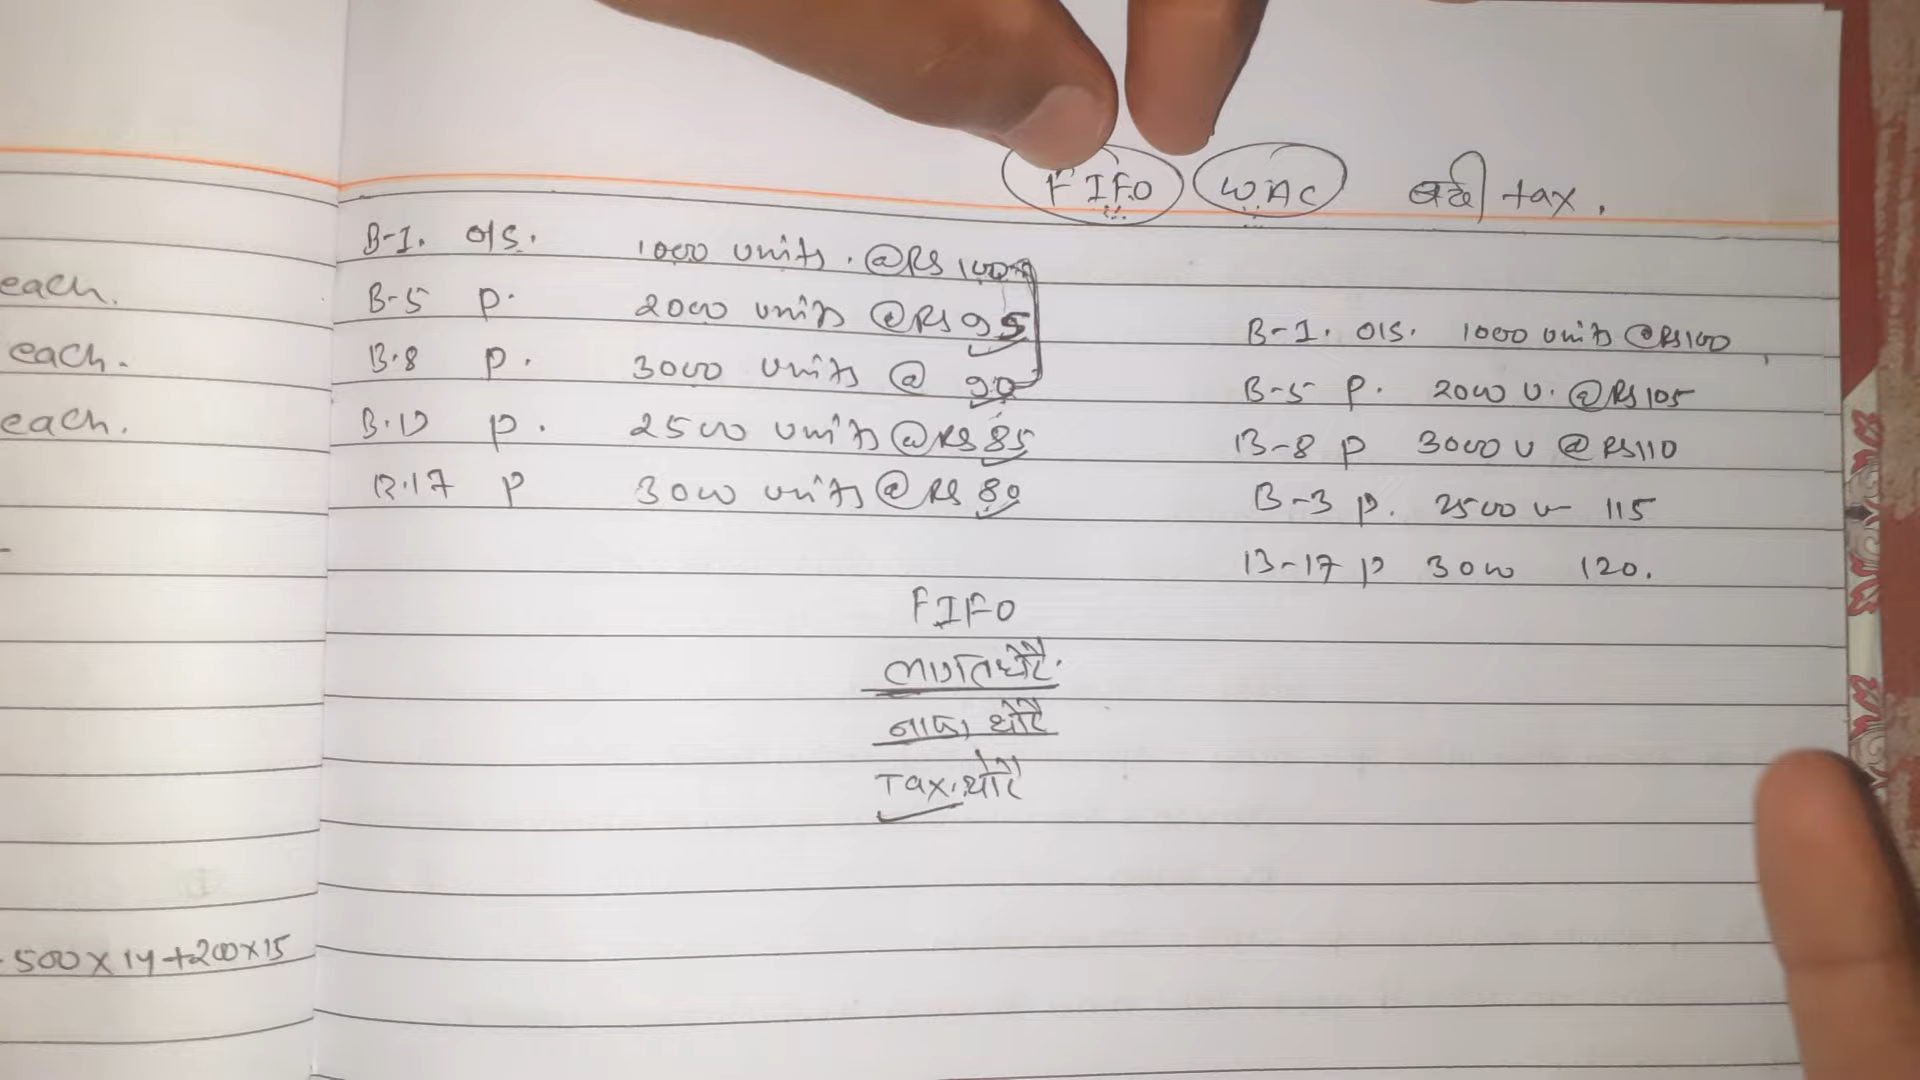 FIFO WAC बढी tax.
B-1. O/S. 1000 units. @RS 100
B-5 P. 2000 units @RS 95
B-8 P. 3000 units @ 90
P. 2500 units @RS 85
B-17 P 3000 units @ RS 80
B-1. O/S. 1000 units @RS100
B-5 P. 2000 U. @RS 105
B-8 P 3000 U @ RS110
B-3 P. 2500 U 115
B-17 P 3000 120.
each.
each.
each.
500 X 14 + 200 X 15
FIFO
लागत थोरै.
नाफा थोरै
Tax. थोरै